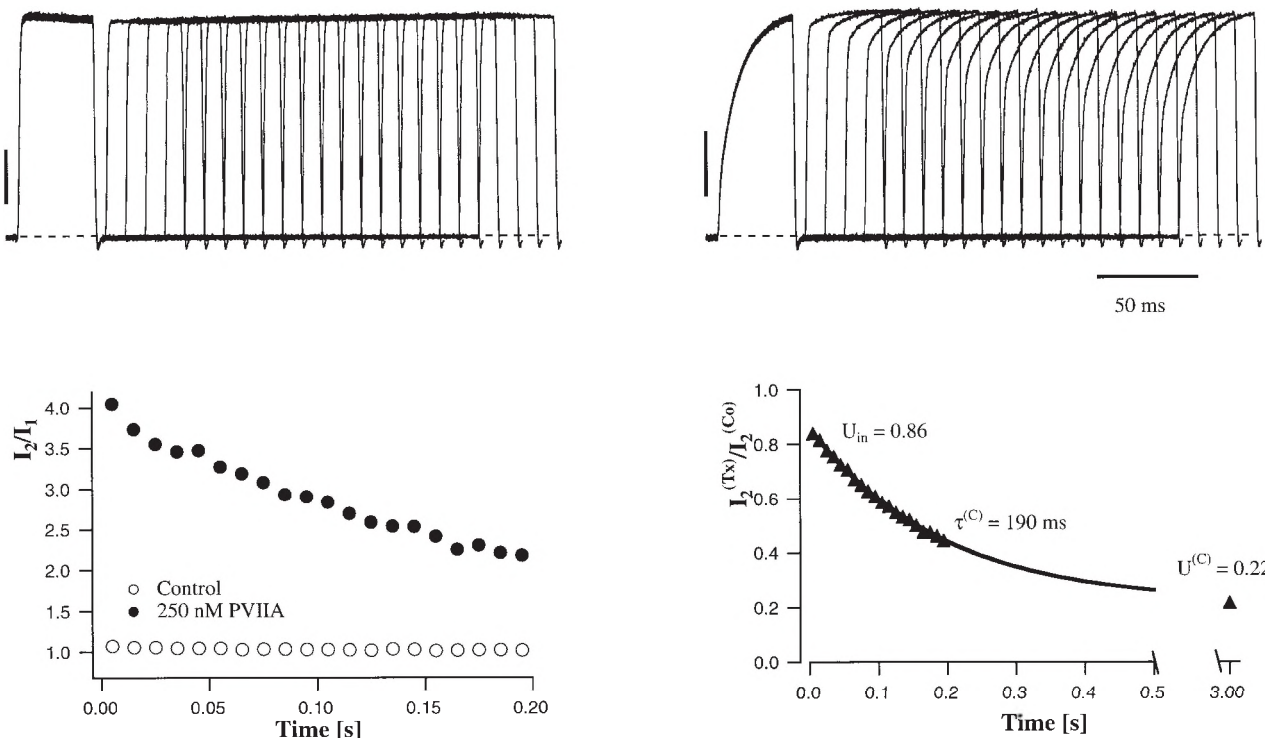 50 ms
I2/I1
4.0
3.5
3.0
2.5
2.0
1.5
1.0
Control
250 nM PVIIA
0.00
0.05
0.10
0.15
0.20
Time [s]
I2(Tx)/I2(Co)
1.0
0.8
0.6
0.4
0.2
0.0
Uin = 0.86
τ(C) = 190 ms
U(C) = 0.22
0.0
0.1
0.2
0.3
0.4
0.5
3.00
Time [s]